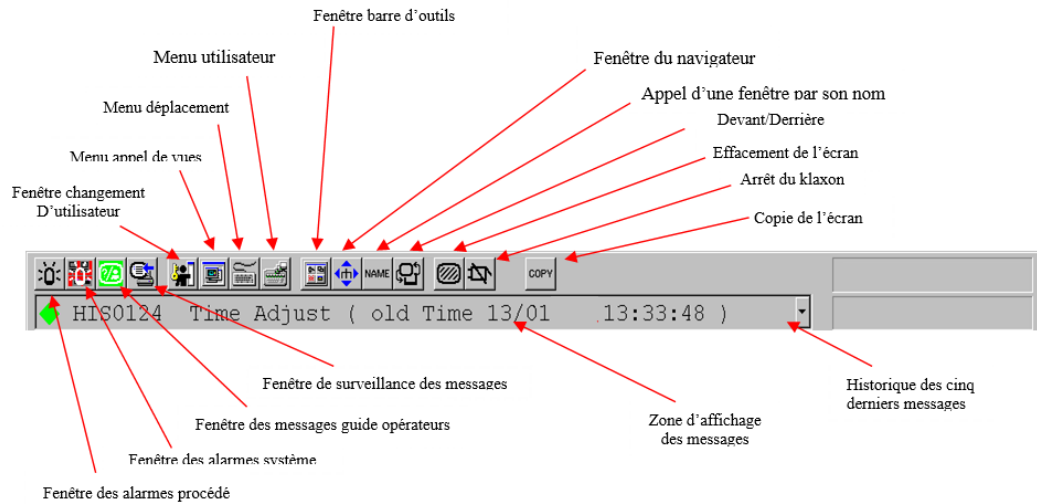 Fenêtre barre d’outils
Menu utilisateur
Fenêtre du navigateur
Appel d’une fenêtre par son nom
Menu déplacement
Devant/Derrière
Menu appel de vues
Effacement de l’écran
Arrêt du klaxon
Fenêtre changement
D’utilisateur
Copie de l’écran
NAME
COPY
HIS0124 Time Adjust ( old Time 13/01 13:33:48 )
Fenêtre de surveillance des messages
Historique des cinq
derniers messages
Fenêtre des messages guide opérateurs
Zone d’affichage
des messages
Fenêtre des alarmes système
Fenêtre des alarmes procédé